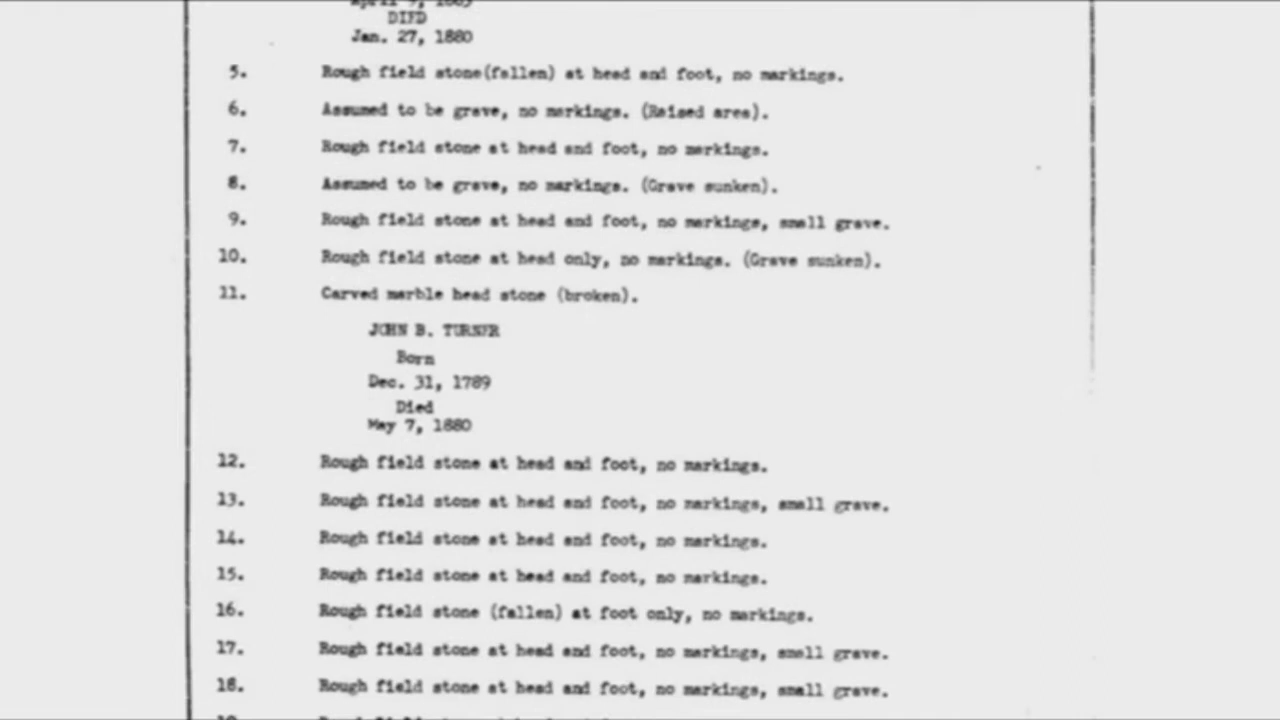 DIED
Jan. 27, 1880
5. Rough field stone(fallen) at head and foot, no markings.
6. Assumed to be grave, no markings. (Raised area).
7. Rough field stone at head and foot, no markings.
8. Assumed to be grave, no markings. (Grave sunken).
9. Rough field stone at head and foot, no markings, small grave.
10. Rough field stone at head only, no markings. (Grave sunken).
11. Carved marble head stone (broken).
JOHN B. TURNER
Born
Dec. 31, 1789
Died
May 7, 1880
12. Rough field stone at head and foot, no markings.
13. Rough field stone at head and foot, no markings, small grave.
14. Rough field stone at head and foot, no markings.
15. Rough field stone at head and foot, no markings.
16. Rough field stone (fallen) at foot only, no markings.
17. Rough field stone at head and foot, no markings, small grave.
18. Rough field stone at head and foot, no markings, small grave.